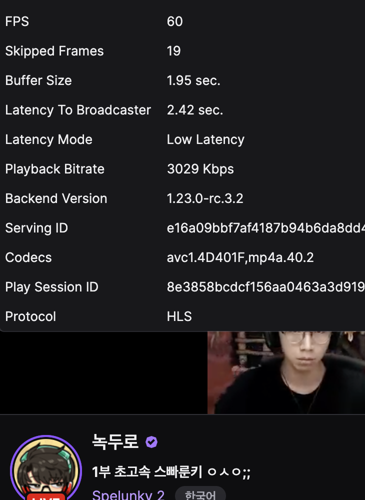 FPS 60
Skipped Frames 19
Buffer Size 1.95 sec.
Latency To Broadcaster 2.42 sec.
Latency Mode Low Latency
Playback Bitrate 3029 Kbps
Backend Version 1.23.0-rc.3.2
Serving ID e16a09bbf7af4187b94b6da8dd4
Codecs avc1.4D401F,mp4a.40.2
Play Session ID 8e3858bcdcf156aa0463a3d919
Protocol HLS
녹두로
1부 초고속 스빠룬키 ㅇㅅㅇ;;
Spelunky 2 한국어